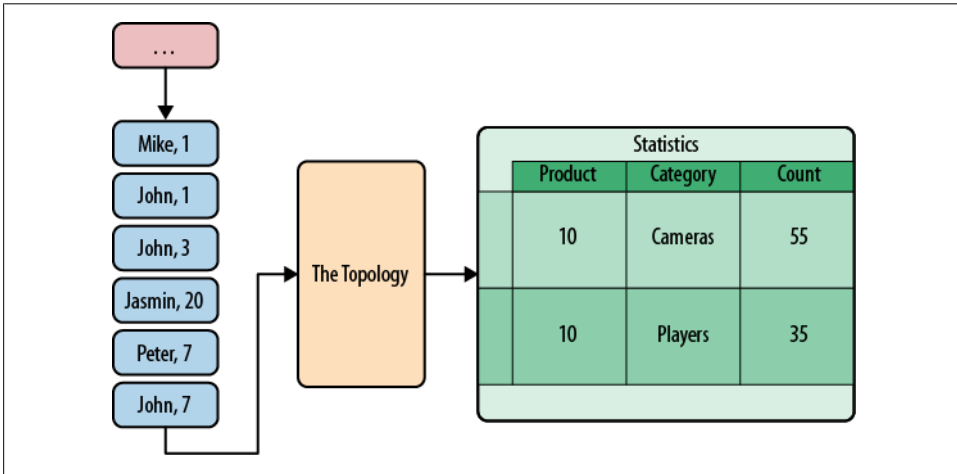 ...
Mike, 1
John, 1
John, 3
Jasmin, 20
Peter, 7
John, 7
The Topology
Statistics
Product Category Count
10 Cameras 55
10 Players 35